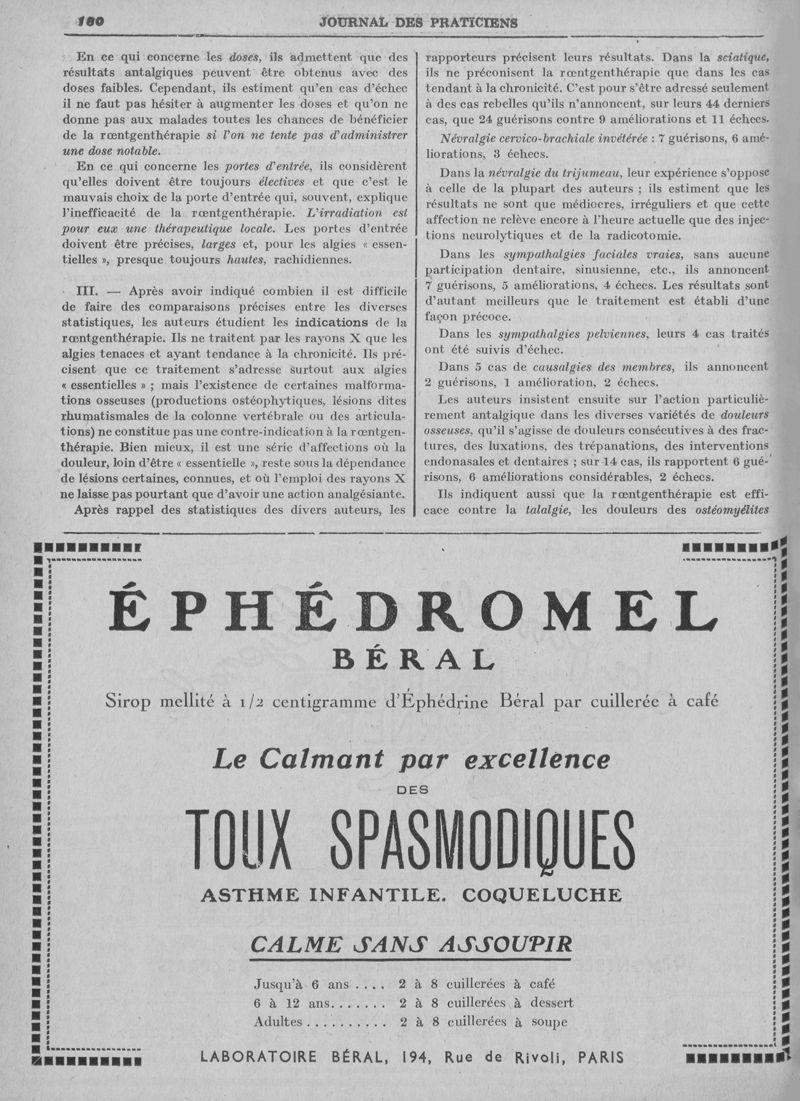 180
JOURNAL DES PRATICIENS
En ce qui concerne les doses, ils admettent que des
résultats antalgiques peuvent être obtenus avec des
doses faibles. Cependant, ils estiment qu'en cas d'échec
il ne faut pas hésiter à augmenter les doses et qu'on ne
donne pas aux malades toutes les chances de bénéficier
de la rœntgenthérapie si l'on ne tente pas d'administrer
une dose notable.
En ce qui concerne les portes d'entrée, ils considèrent
qu'elles doivent être toujours électives et que c'est le
mauvais choix de la porte d'entrée qui, souvent, explique
l'inefficacité de la rœntgenthérapie. L'irradiation est
pour eux une thérapeutique locale. Les portes d'entrée
doivent être précises, larges et, pour les algies « essen-
tielles », presque toujours hautes, rachidiennes.
III. — Après avoir indiqué combien il est difficile
de faire des comparaisons précises entre les diverses
statistiques, les auteurs étudient les indications de la
rœntgenthérapie. Ils ne traitent par les rayons X que les
algies tenaces et ayant tendance à la chronicité. Ils pré-
cisent que ce traitement s'adresse surtout aux algies
« essentielles » ; mais l'existence de certaines malforma-
tions osseuses (productions ostéophytiques, lésions dites
rhumatismales de la colonne vertébrale ou des articula-
tions) ne constitue pas une contre-indication à la rœntgen-
thérapie. Bien mieux, il est une série d'affections où la
douleur, loin d'être « essentielle », reste sous la dépendance
de lésions certaines, connues, et où l'emploi des rayons X
ne laisse pas pourtant que d'avoir une action analgésiante.
Après rappel des statistiques des divers auteurs, les
rapporteurs précisent leurs résultats. Dans la sciatique,
ils ne préconisent la rœntgenthérapie que dans les cas
tendant à la chronicité. C'est pour s'être adressé seulement
à des cas rebelles qu'ils n'annoncent, sur leurs 44 derniers
cas, que 24 guérisons contre 9 améliorations et 11 échecs.
Névralgie cervico-brachiale invétérée : 7 guérisons, 6 amé-
liorations, 3 échecs.
Dans la névralgie du trijumeau, leur expérience s'oppose
à celle de la plupart des auteurs ; ils estiment que les
résultats ne sont que médiocres, irréguliers et que cette
affection ne relève encore à l'heure actuelle que des injec-
tions neurolytiques et de la radicotomie.
Dans les sympathalgies faciales vraies, sans aucune
participation dentaire, sinusienne, etc., ils annoncent
7 guérisons, 5 améliorations, 4 échecs. Les résultats sont
d'autant meilleurs que le traitement est établi d'une
façon précoce.
Dans les sympathalgies pelviennes, leurs 4 cas traités
ont été suivis d'échec.
Dans 5 cas de causalgies des membres, ils annoncent
2 guérisons, 1 amélioration, 2 échecs.
Les auteurs insistent ensuite sur l'action particuliè-
rement antalgique dans les diverses variétés de douleurs
osseuses, qu'il s'agisse de douleurs consécutives à des frac-
tures, des luxations, des trépanations, des interventions
endonasales et dentaires ; sur 14 cas, ils rapportent 6 gué-
risons, 6 améliorations considérables, 2 échecs.
Ils indiquent aussi que la rœntgenthérapie est effi-
cace contre la talalgie, les douleurs des ostéomyélites
ÉPHÉDROMEL
BÉRAL
Sirop mellité à 1/2 centigramme d'Éphédrine Béral par cuillerée à café
Le Calmant par excellence
DES
TOUX SPASMODIQUES
ASTHME INFANTILE. COQUELUCHE
CALME SANS ASSOUPIR
Jusqu'à 6 ans .... 2 à 8 cuillerées à café
6 à 12 ans....... 2 à 8 cuillerées à dessert
Adultes .......... 2 à 8 cuillerées à soupe
LABORATOIRE BÉRAL, 194, Rue de Rivoli, PARIS